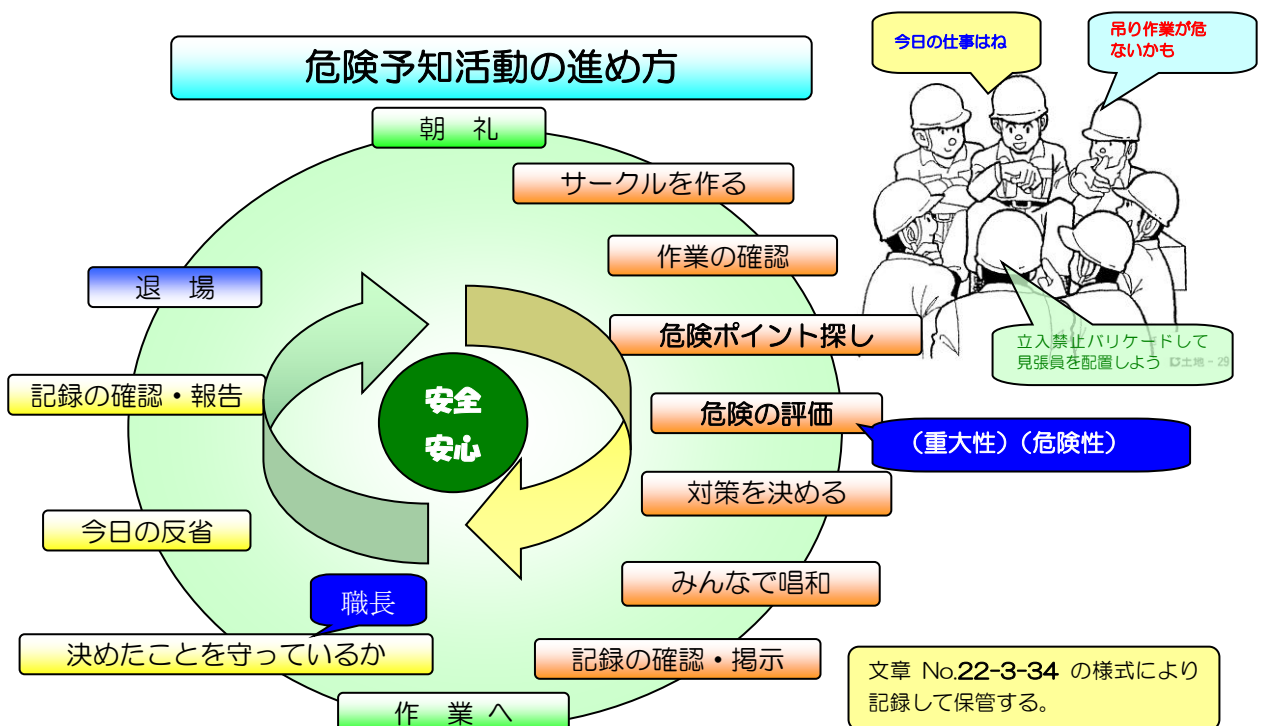 危険予知活動の進め方
今日の仕事はね
吊り作業が危
ないかも
朝 礼
サークルを作る
作業の確認
危険ポイント探し
立入禁止バリケードして
見張員を配置しよう
危険の評価
(重大性)(危険性)
対策を決める
みんなで唱和
記録の確認・掲示
作 業 へ
職長
決めたことを守っているか
今日の反省
記録の確認・報告
退 場
安全
安心
文章 No.22-3-34 の様式により
記録して保管する。